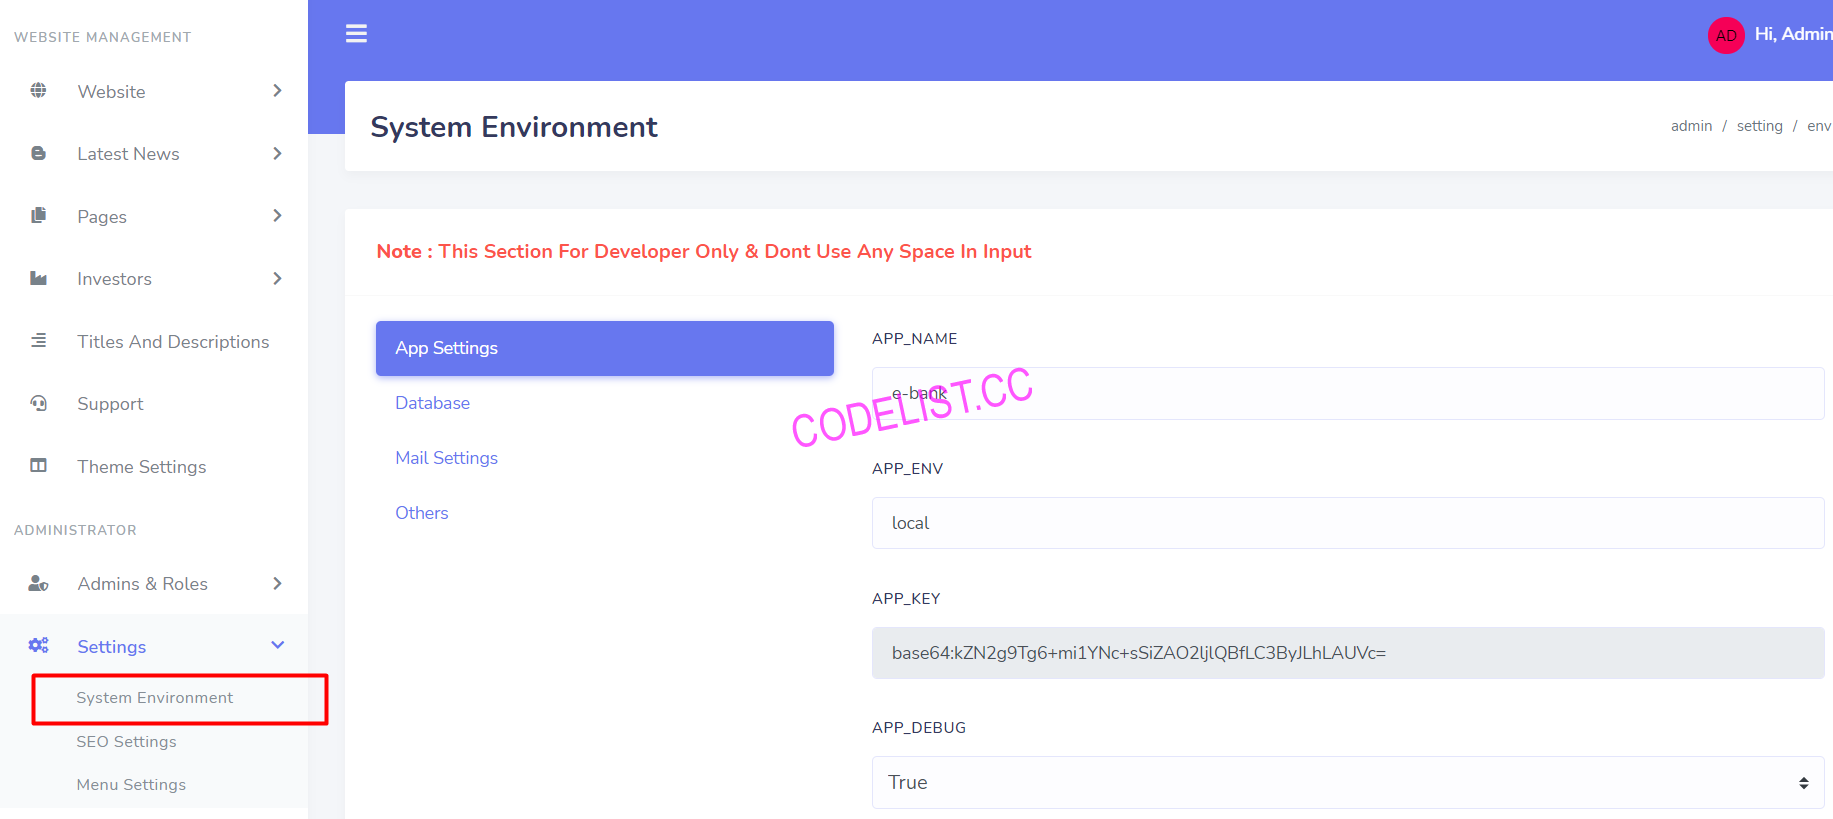 WEBSITE MANAGEMENT
Website
Latest News
Pages
Investors
Titles And Descriptions
Support
Theme Settings
ADMINISTRATOR
Admins & Roles
Settings
System Environment
SEO Settings
Menu Settings
AD Hi, Admin
System Environment
admin / setting / env
Note : This Section For Developer Only & Dont Use Any Space In Input
App Settings
Database
Mail Settings
Others
APP_NAME
e-bank
CODELIST.CC
APP_ENV
local
APP_KEY
base64:kZN2g9Tg6+mi1YNc+sSiZAO2ljlQBfLC3ByJLhLAUVc=
APP_DEBUG
True